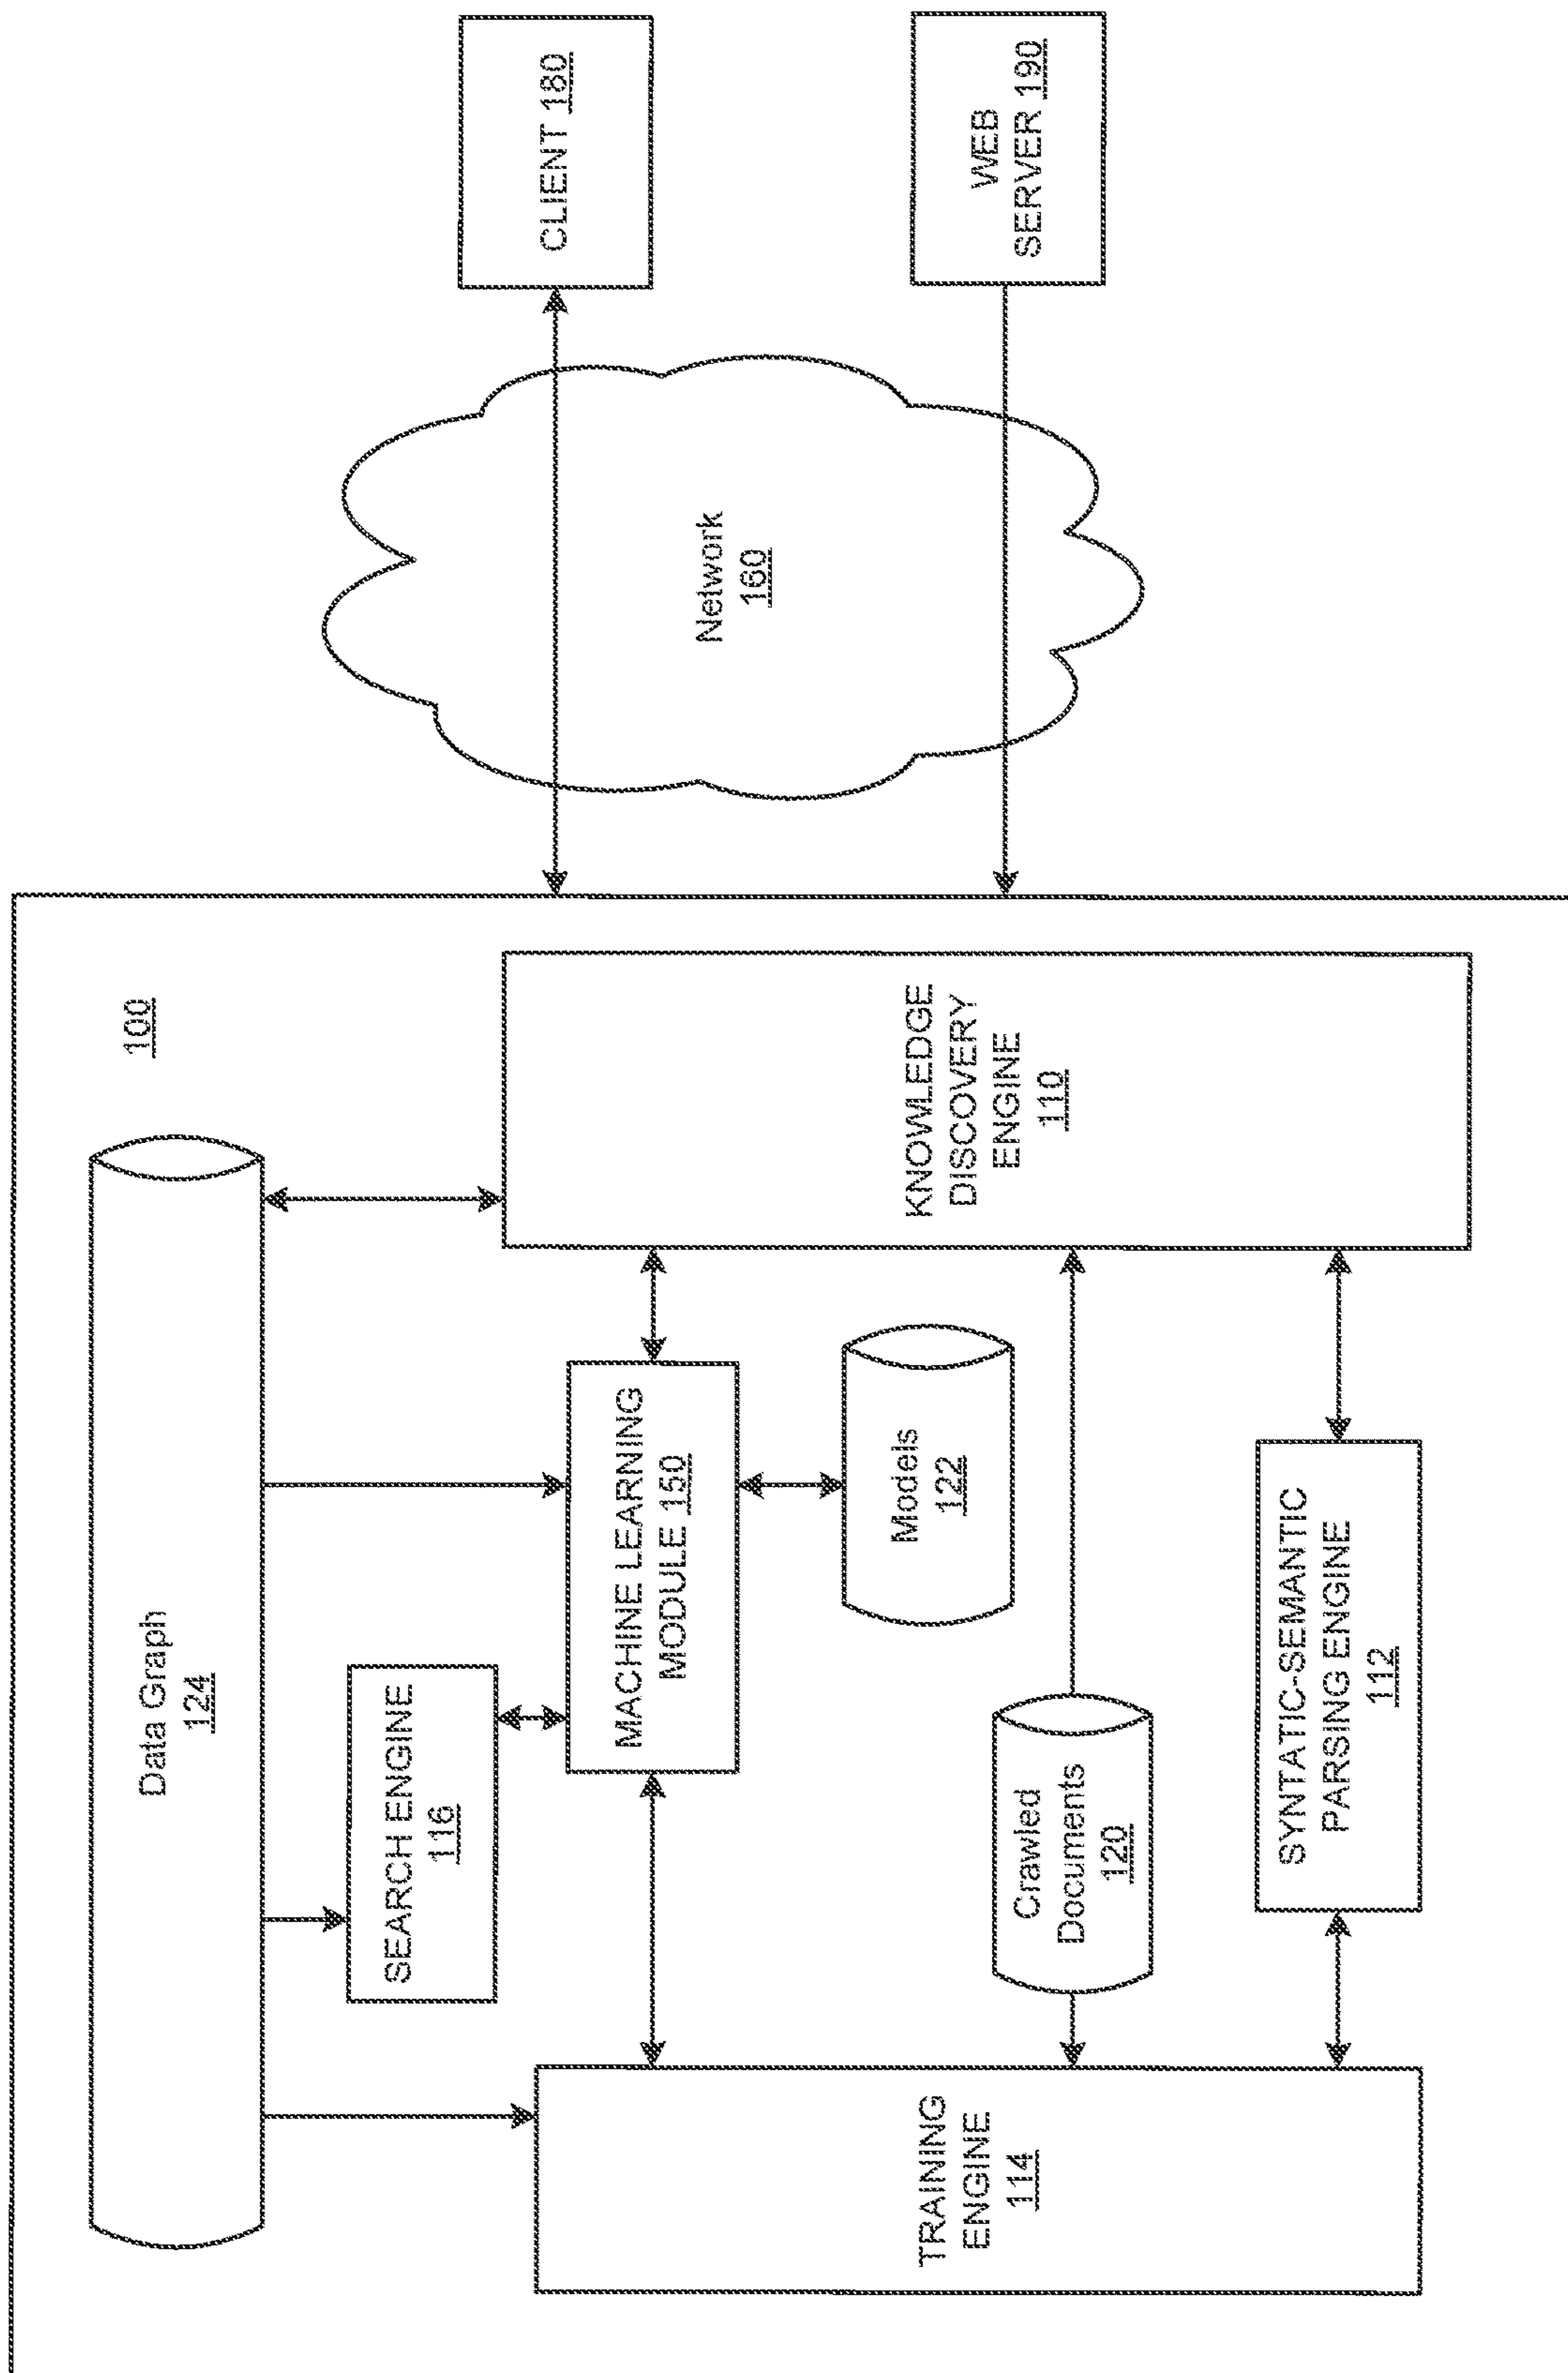 100
Data Graph
124
SEARCH ENGINE
116
TRAINING
ENGINE
114
MACHINE LEARNING
MODULE 150
Models
122
Crawled
Documents
120
SYNTATIC-SEMANTIC
PARSING ENGINE
112
KNOWLEDGE
DISCOVERY
ENGINE
110
Network
160
CLIENT 180
WEB
SERVER 190